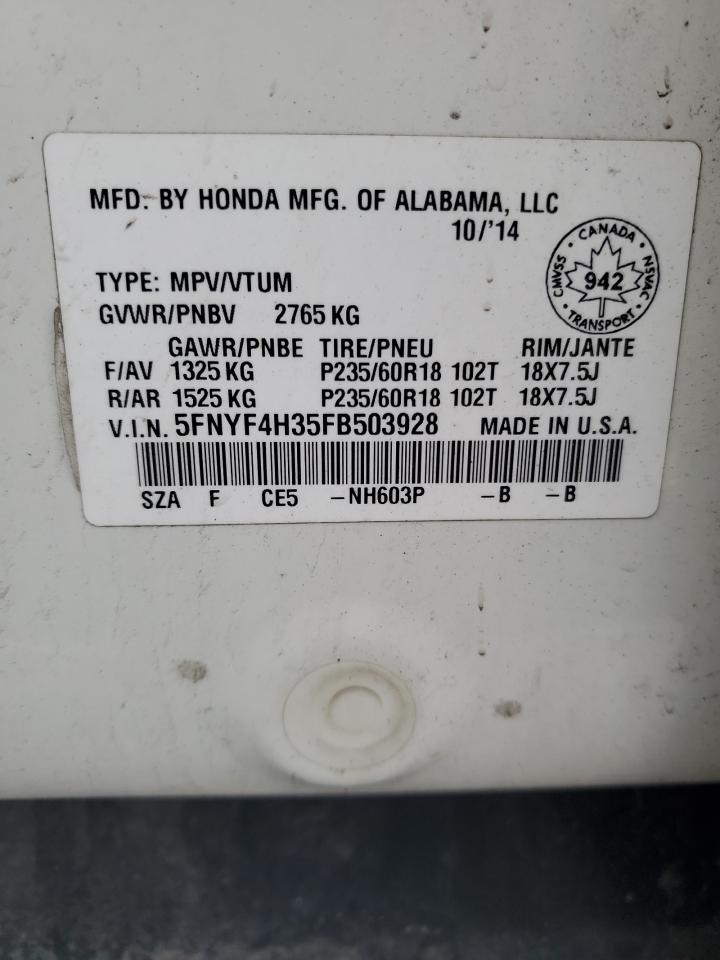 MFD. BY HONDA MFG. OF ALABAMA, LLC
10/'14
CANADA
CMVSS 942 NSVAC
TRANSPORT
TYPE: MPV/VTUM
GVWR/PNBV 2765 KG
GAWR/PNBE TIRE/PNEU RIM/JANTE
F/AV 1325 KG P235/60R18 102T 18X7.5J
R/AR 1525 KG P235/60R18 102T 18X7.5J
V.I.N. 5FNYF4H35FB503928 MADE IN U.S.A.
SZA F CE5 -NH603P -B -B